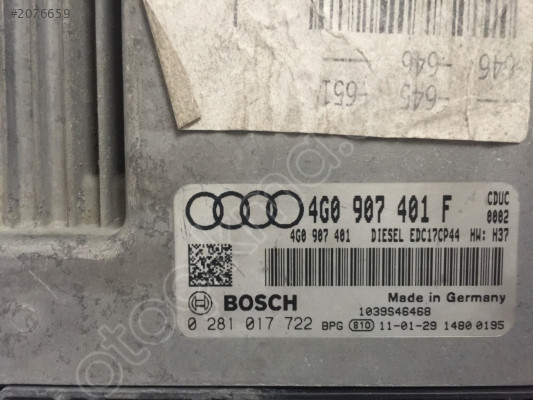 #2076659
-646
-646
-645
-651
4G0 907 401 F CDUC
0002
4G0 907 401 DIESEL EDC17CP44 HW: H37
BOSCH Made in Germany
1039S46468
0 281 017 722 BPG 810 11-01-29 1480 0195